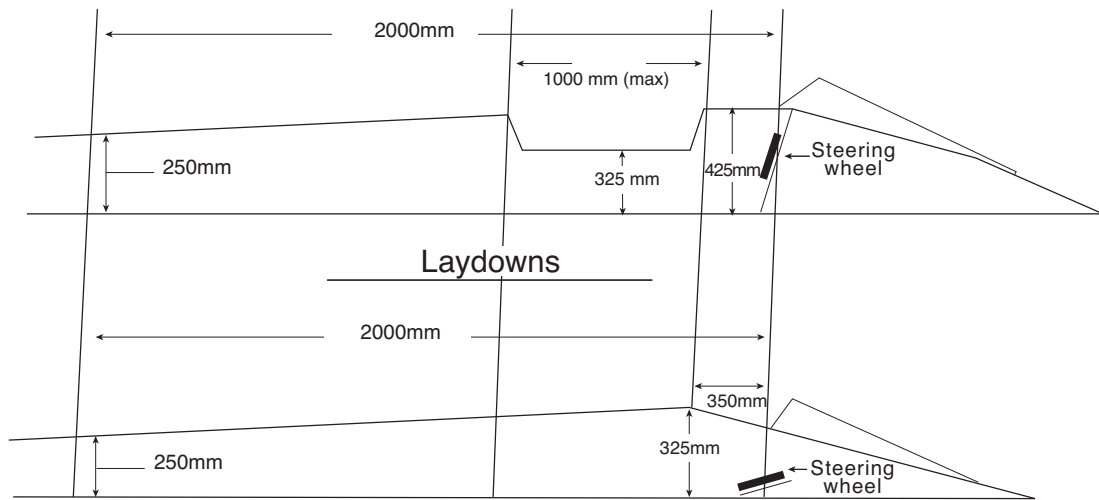 2000mm
1000 mm (max)
250mm
325 mm
425mm
Steering
wheel
Laydowns
2000mm
350mm
325mm
250mm
Steering
wheel